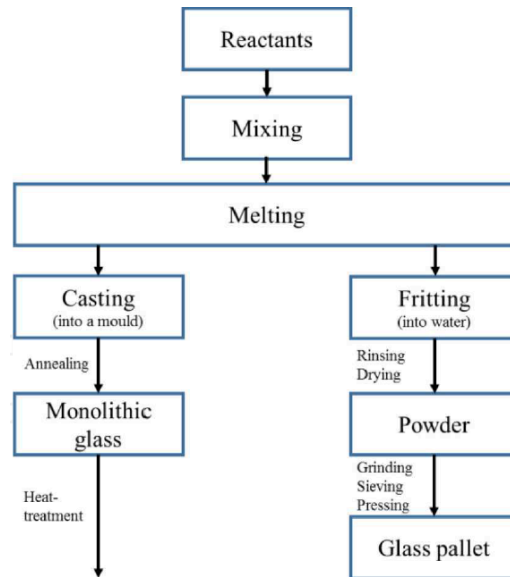 Reactants
Mixing
Melting
Casting
(into a mould)
Annealing
Monolithic
glass
Heat-
treatment
Fritting
(into water)
Rinsing
Drying
Powder
Grinding
Sieving
Pressing
Glass pallet